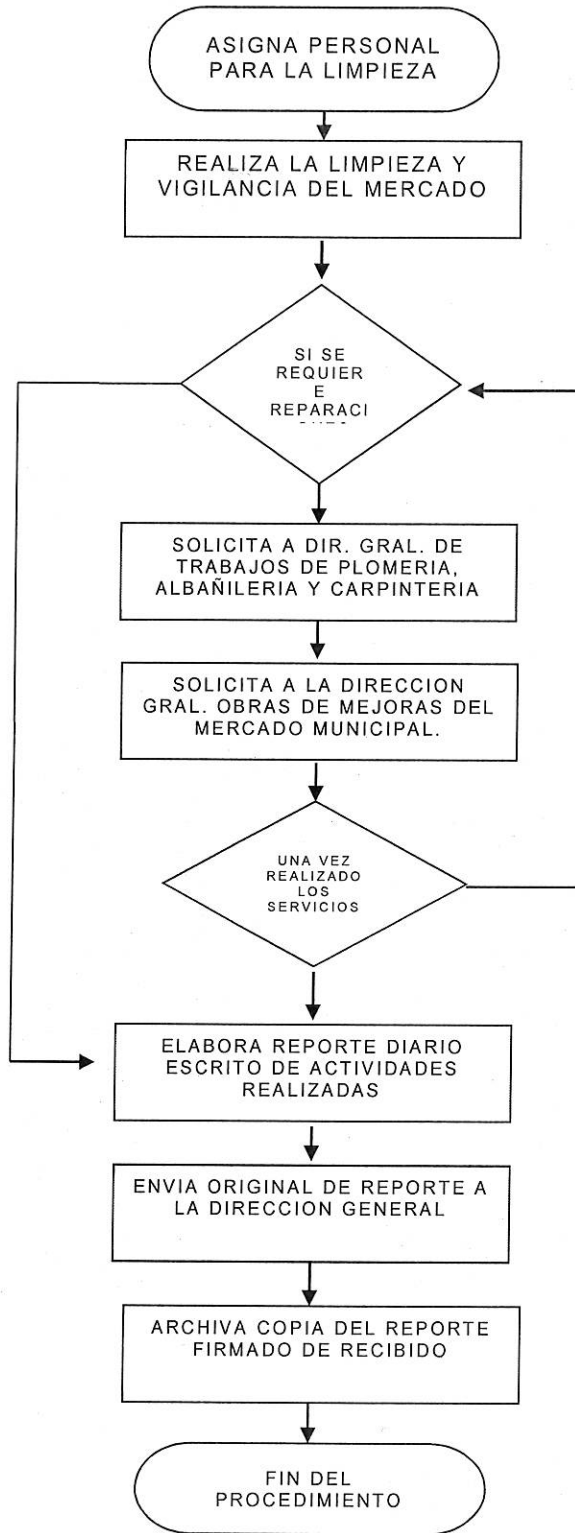 ASIGNA PERSONAL
PARA LA LIMPIEZA
REALIZA LA LIMPIEZA Y
VIGILANCIA DEL MERCADO
SI SE
REQUIER
E
REPARACI
SOLICITA A DIR. GRAL. DE
TRABAJOS DE PLOMERIA,
ALBAÑILERIA Y CARPINTERIA
SOLICITA A LA DIRECCION
GRAL. OBRAS DE MEJORAS DEL
MERCADO MUNICIPAL.
UNA VEZ
REALIZADO
LOS
SERVICIOS
ELABORA REPORTE DIARIO
ESCRITO DE ACTIVIDADES
REALIZADAS
ENVIA ORIGINAL DE REPORTE A
LA DIRECCION GENERAL
ARCHIVA COPIA DEL REPORTE
FIRMADO DE RECIBIDO
FIN DEL
PROCEDIMIENTO